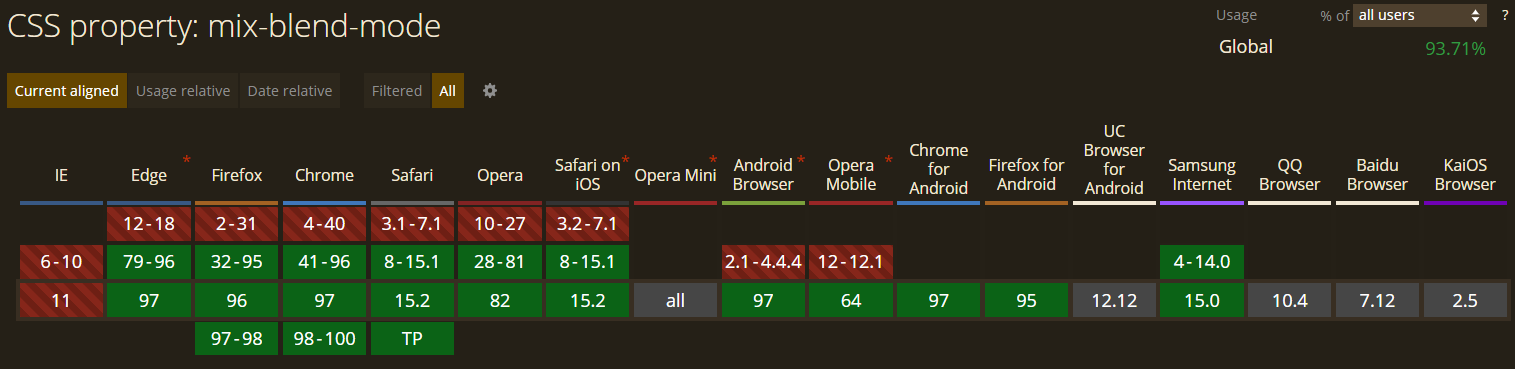 CSS property: mix-blend-mode
Usage % of all users ?
Global 93.71%
Current aligned Usage relative Date relative Filtered All
IE Edge * Firefox Chrome Safari Opera Safari on iOS * Opera Mini * Android Browser * Opera Mobile * Chrome for Android Firefox for Android UC Browser for Android Samsung Internet QQ Browser Baidu Browser KaiOS Browser
12-18 2-31 4-40 3.1-7.1 10-27 3.2-7.1
6-10 79-96 32-95 41-96 8-15.1 28-81 8-15.1 2.1-4.4.4 12-12.1 4-14.0
11 97 96 97 15.2 82 15.2 all 97 64 97 95 12.12 15.0 10.4 7.12 2.5
97-98 98-100 TP